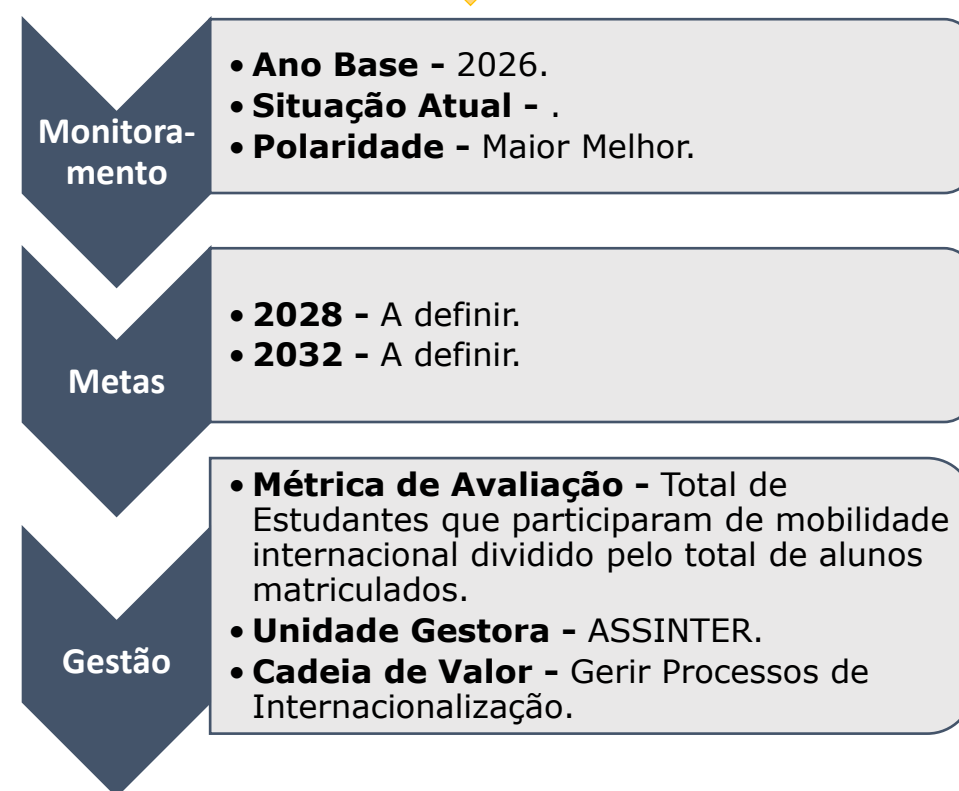 Monitora-
mento
• Ano Base - 2026.
• Situação Atual - .
• Polaridade - Maior Melhor.
Metas
• 2028 - A definir.
• 2032 - A definir.
Gestão
• Métrica de Avaliação - Total de
Estudantes que participaram de mobilidade
internacional dividido pelo total de alunos
matriculados.
• Unidade Gestora - ASSINTER.
• Cadeia de Valor - Gerir Processos de
Internacionalização.